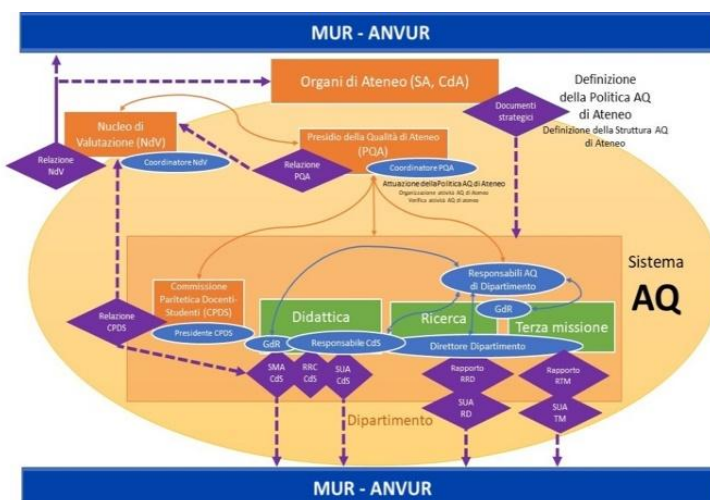 MUR - ANVUR
Organi di Ateneo (SA, CdA)
Documenti
strategici
Definizione
della Politica AQ
di Ateneo
Definizione della Struttura AQ
di Ateneo
Nucleo di
Valutazione (NdV)
Coordinatore NdV
Relazione
NdV
Presidio della Qualità di Ateneo
(PQA)
Relazione
PQA
Coordinatore PQA
Attuazione della Politica AQ di Ateneo
Organizzazione attività AQ di Ateneo
Verifica attività AQ di ateneo
Sistema
AQ
Responsabili AQ
di Dipartimento
Commissione
Paritetica Docenti-
Studenti (CPDS)
Presidente CPDS
Relazione
CPDS
Didattica
Ricerca
GdR
Terza missione
GdR
Responsabile CdS
Direttore Dipartimento
SMA
CdS
RRC
CdS
SUA
CdS
Rapporto
RRD
SUA
RD
Rapporto
RTM
SUA
TM
Dipartimento
MUR - ANVUR